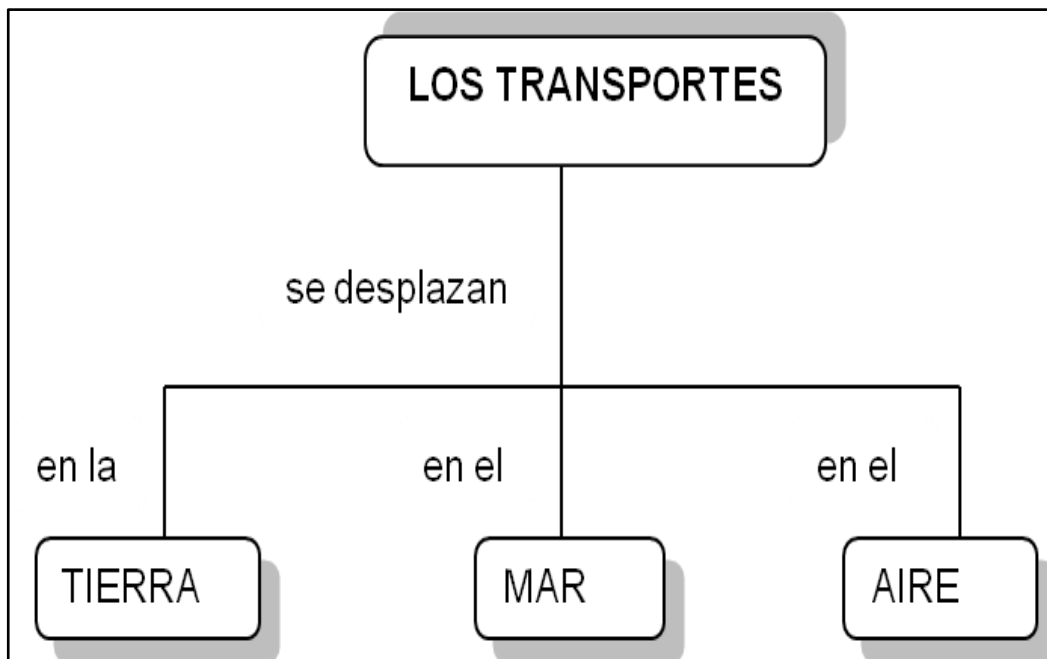 LOS TRANSPORTES
se desplazan
en la
en el
en el
TIERRA
MAR
AIRE